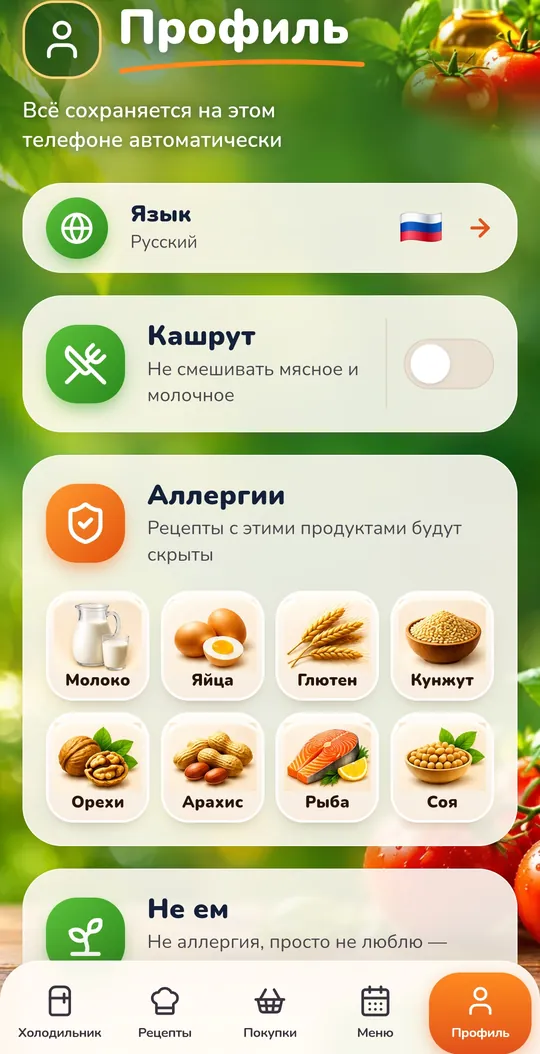 Профиль
Всё сохраняется на этом
телефоне автоматически
Язык
Русский
Кашрут
Не смешивать мясное и
молочное
Аллергии
Рецепты с этими продуктами будут
скрыты
Молоко
Яйца
Глютен
Кунжут
Орехи
Арахис
Рыба
Соя
Не ем
Не аллергия, просто не люблю —
Холодильник
Рецепты
Покупки
Меню
Профиль